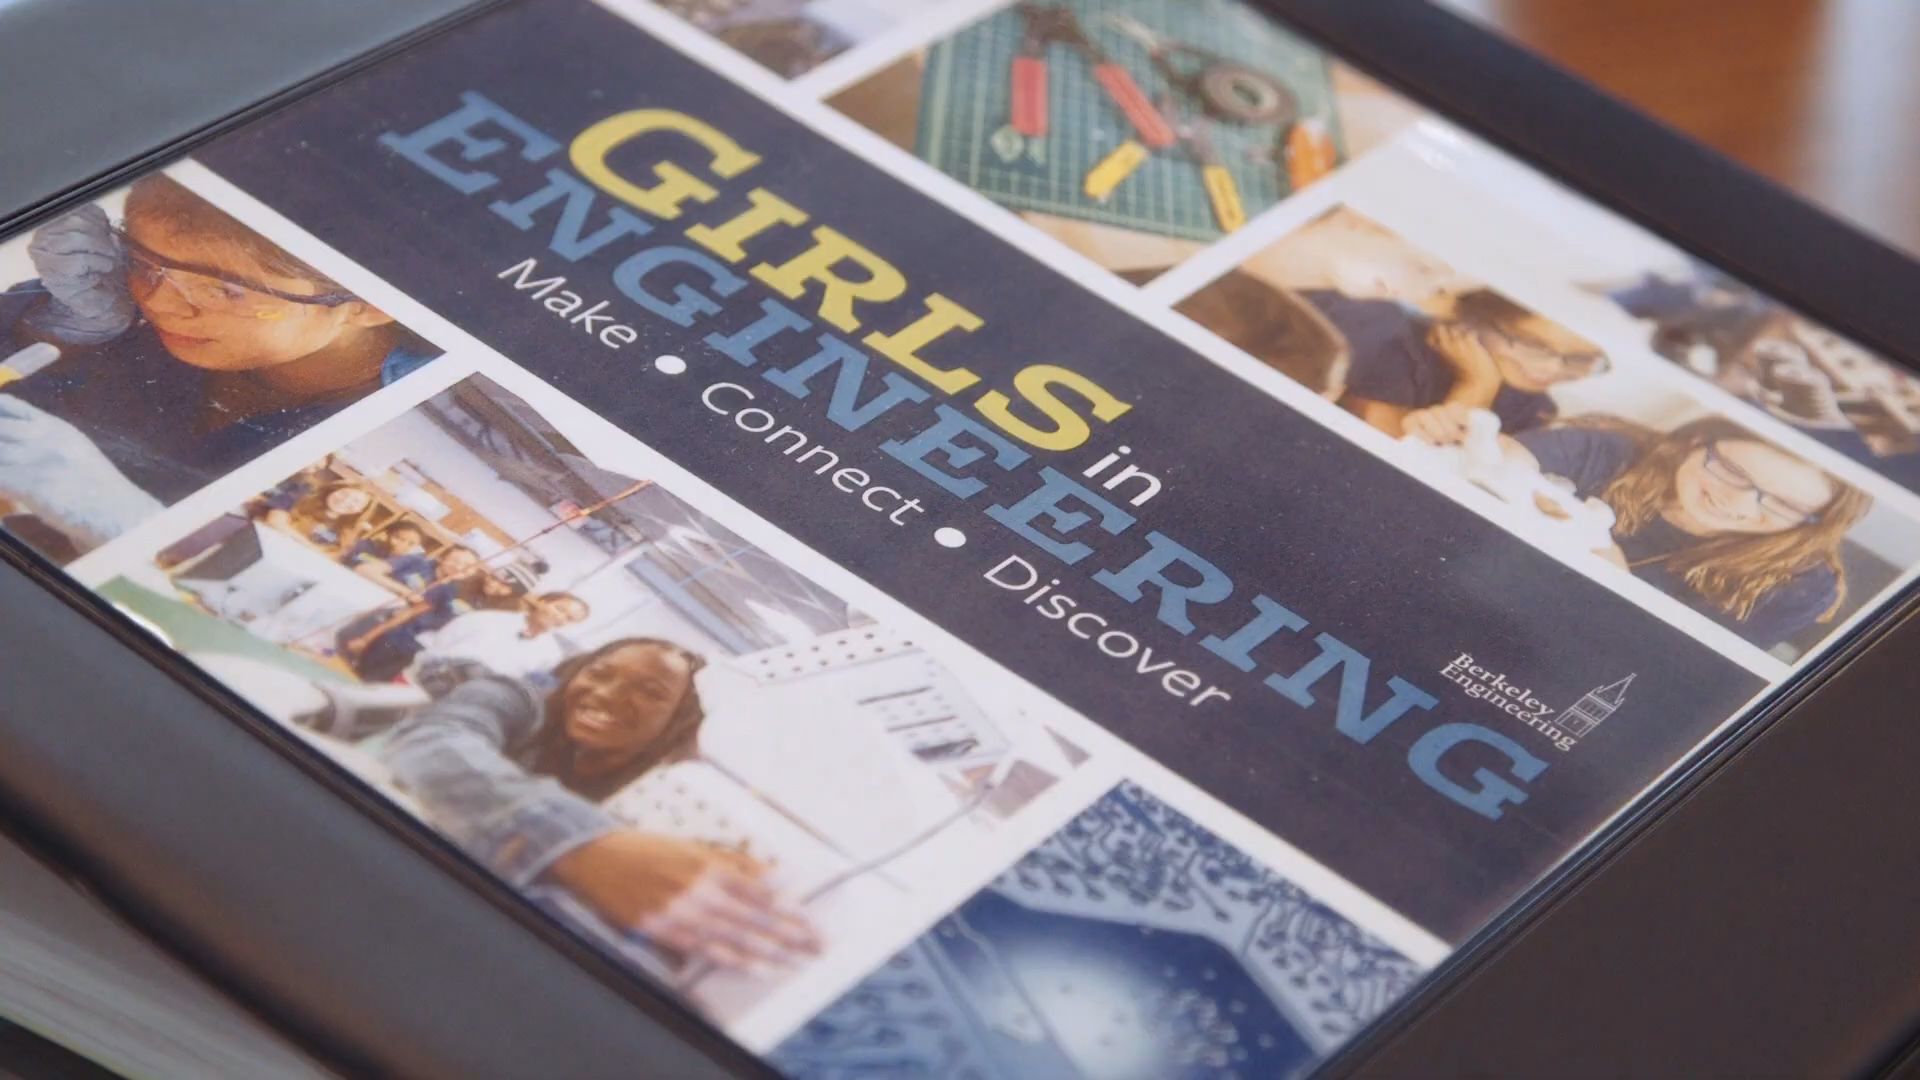 GIRLS in
ENGINEERING
Make • Connect • Discover
Berkeley
Engineering